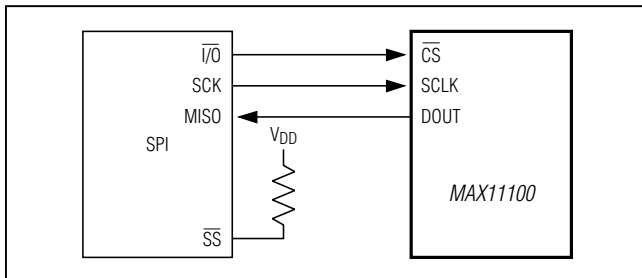 I/O CS
SCK SCLK
MISO DOUT
VDD
SPI
MAX11100
SS